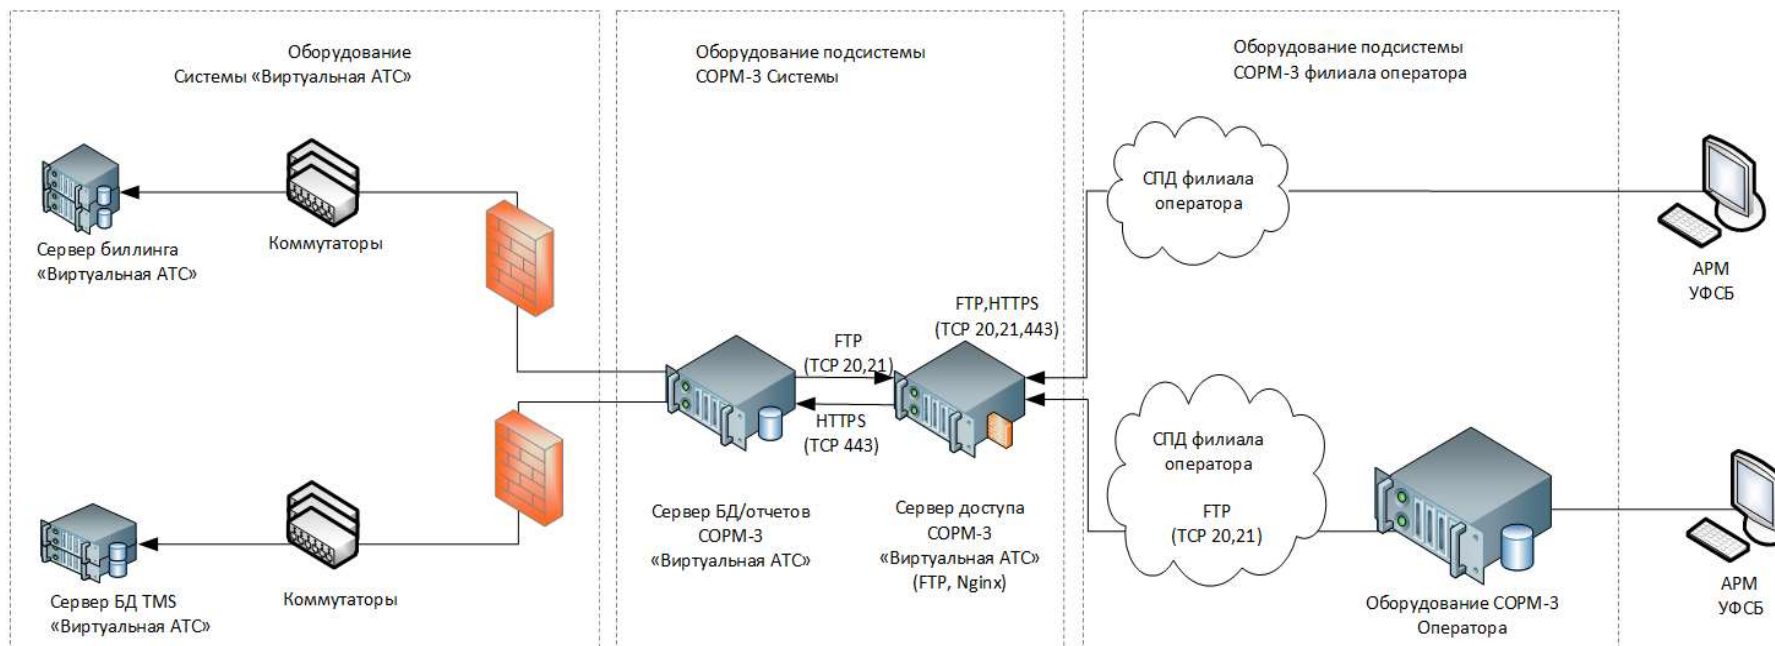 Оборудование
Системы «Виртуальная АТС»
Сервер биллинга
«Виртуальная АТС»
Коммутаторы
Сервер БД TMS
«Виртуальная АТС»
Коммутаторы
Оборудование подсистемы
СОРМ-3 Системы
FTP
(TCP 20,21)
HTTPS
(TCP 443)
FTP,HTTPS
(TCP 20,21,443)
Сервер БД/отчетов
СОРМ-3
«Виртуальная АТС»
Сервер доступа
СОРМ-3
«Виртуальная АТС»
(FTP, Nginx)
Оборудование подсистемы
СОРМ-3 филиала оператора
СПД филиала
оператора
СПД филиала
оператора
FTP
(TCP 20,21)
Оборудование СОРМ-3
Оператора
АРМ
УФСБ
АРМ
УФСБ